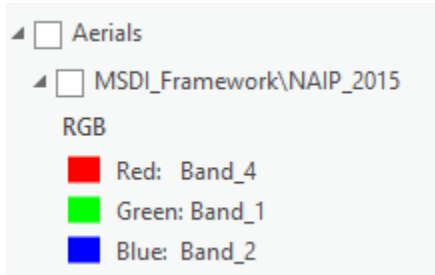 Aerials
MSDI_Framework\NAIP_2015
RGB
Red: Band_4
Green: Band_1
Blue: Band_2